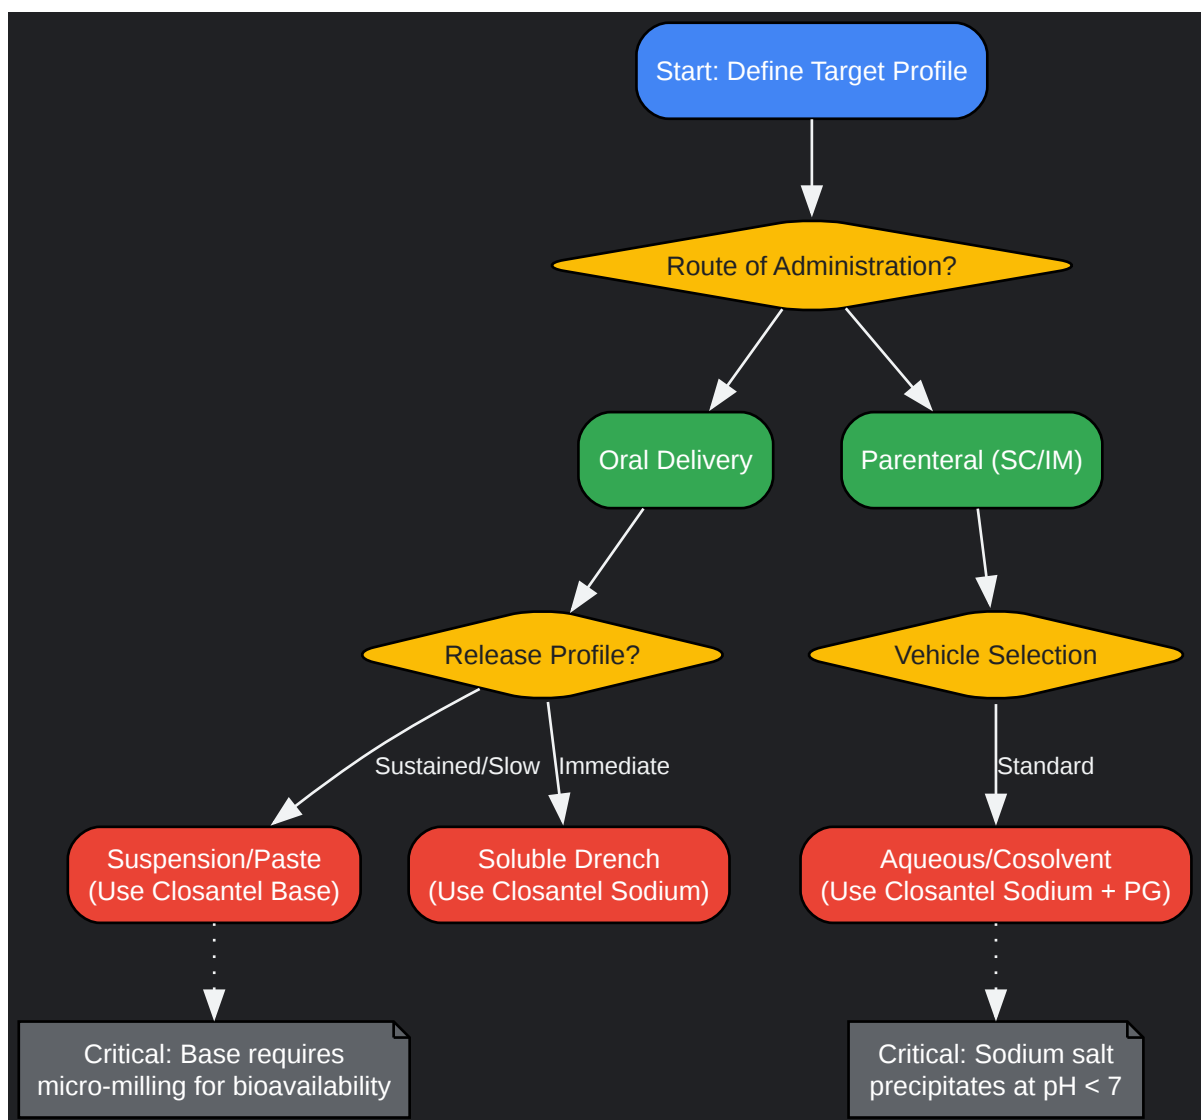 Start: Define Target Profile
Route of Administration?
Oral Delivery
Parenteral (SC/IM)
Release Profile?
Vehicle Selection
Sustained/Slow
Immediate
Standard
Suspension/Paste
(Use Closantel Base)
Soluble Drench
(Use Closantel Sodium)
Aqueous/Cosolvent
(Use Closantel Sodium + PG)
Critical: Base requires
micro-milling for bioavailability
Critical: Sodium salt
precipitates at pH < 7